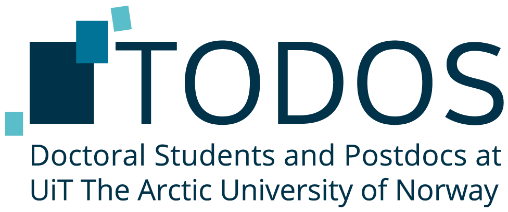 TODOS
Doctoral Students and Postdocs at
UiT The Arctic University of Norway